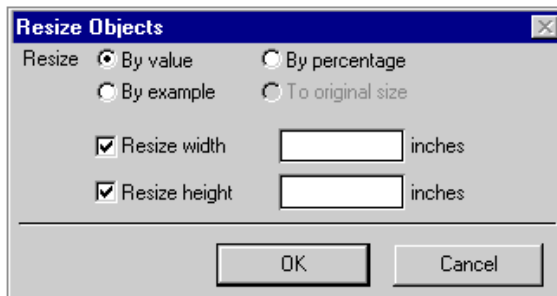 Resize Objects
Resize By value By percentage
By example To original size
Resize width inches
Resize height inches
OK Cancel